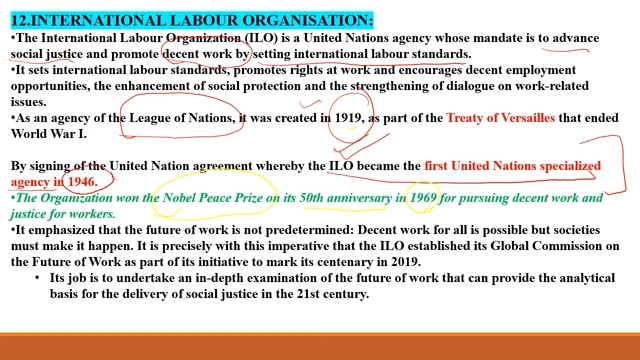 12.INTERNATIONAL LABOUR ORGANISATION:
•The International Labour Organization (ILO) is a United Nations agency whose mandate is to advance
social justice and promote decent work by setting international labour standards.
•It sets international labour standards, promotes rights at work and encourages decent employment
opportunities, the enhancement of social protection and the strengthening of dialogue on work-related
issues.
•As an agency of the League of Nations, it was created in 1919, as part of the Treaty of Versailles that ended
World War I.
By signing of the United Nation agreement whereby the ILO became the first United Nations specialized
agency in 1946.
•The Organization won the Nobel Peace Prize on its 50th anniversary in 1969 for pursuing decent work and
justice for workers.
•It emphasized that the future of work is not predetermined: Decent work for all is possible but societies
must make it happen. It is precisely with this imperative that the ILO established its Global Commission
on the Future of Work as part of its initiative to mark its centenary in 2019.
• Its job is to undertake an in-depth examination of the future of work that can provide the analytical
basis for the delivery of social justice in the 21st century.